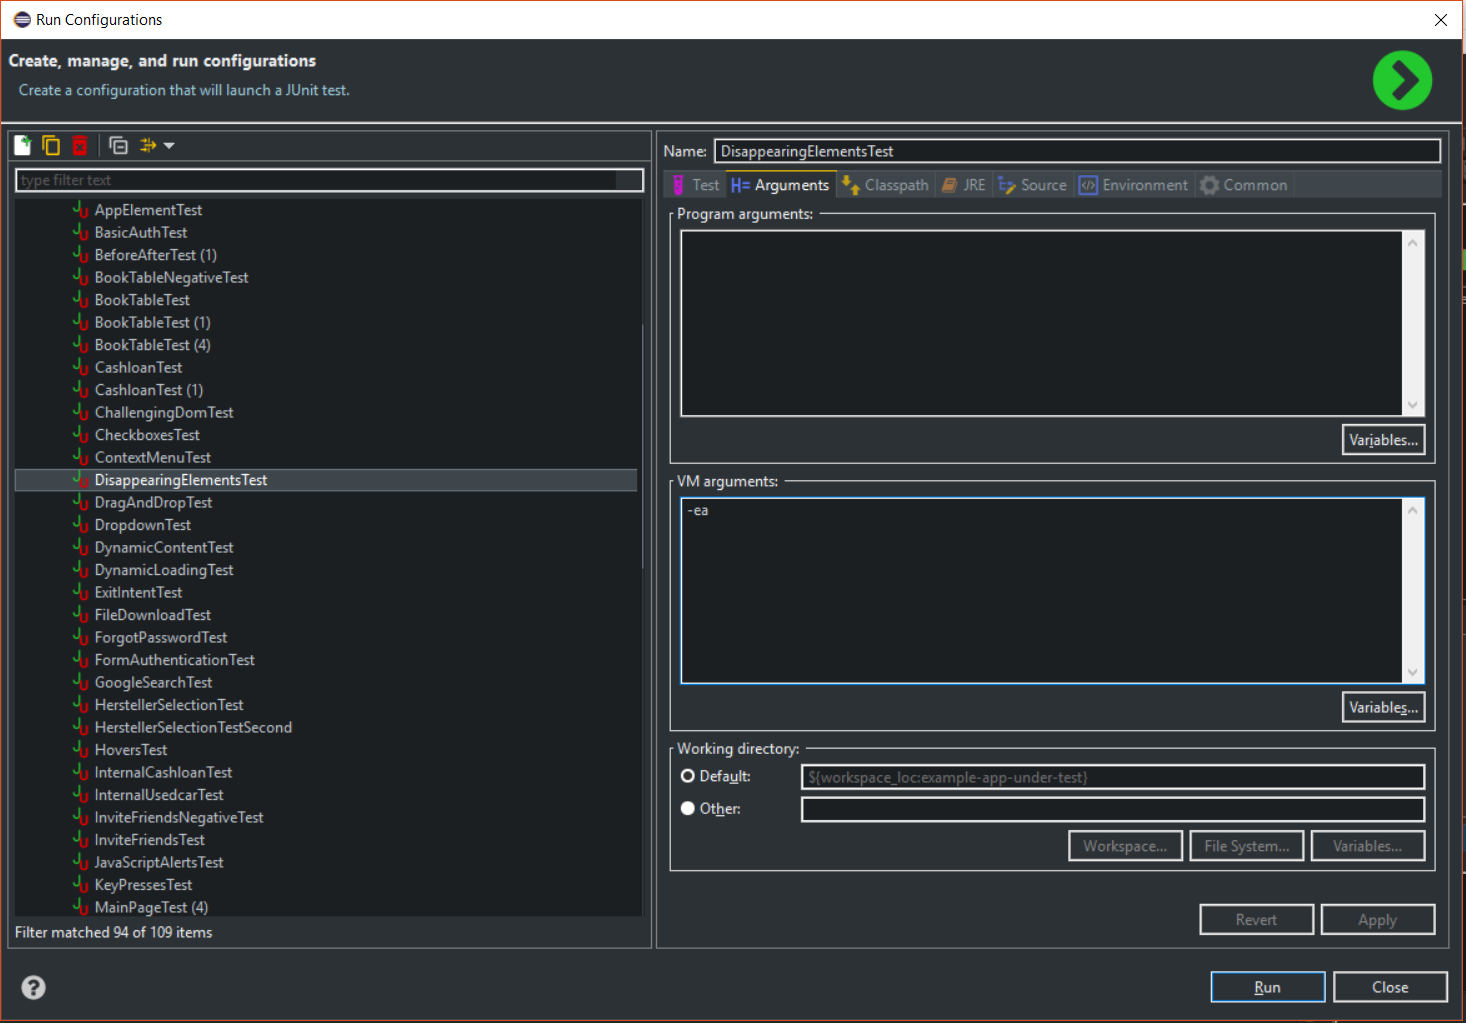 Run Configurations
Create, manage, and run configurations
Create a configuration that will launch a JUnit test.
type filter text
AppElementTest
BasicAuthTest
BeforeAfterTest (1)
BookTableNegativeTest
BookTableTest
BookTableTest (1)
BookTableTest (4)
CashloanTest
CashloanTest (1)
ChallengingDomTest
CheckboxesTest
ContextMenuTest
DisappearingElementsTest
DragAndDropTest
DropdownTest
DynamicContentTest
DynamicLoadingTest
ExitIntentTest
FileDownloadTest
ForgotPasswordTest
FormAuthenticationTest
GoogleSearchTest
HerstellerSelectionTest
HerstellerSelectionTestSecond
HoversTest
InternalCashloanTest
InternalUsedcarTest
InviteFriendsNegativeTest
InviteFriendsTest
JavaScriptAlertsTest
KeyPressesTest
MainPageTest (4)
Filter matched 94 of 109 items
Name: DisappearingElementsTest
Test (x)= Arguments Classpath JRE Source Environment Common
Program arguments:
Variables...
VM arguments:
-ea
Variables...
Working directory:
Default: ${workspace_loc:example-app-under-test}
Other:
Workspace... File System... Variables...
Revert Apply
Run Close